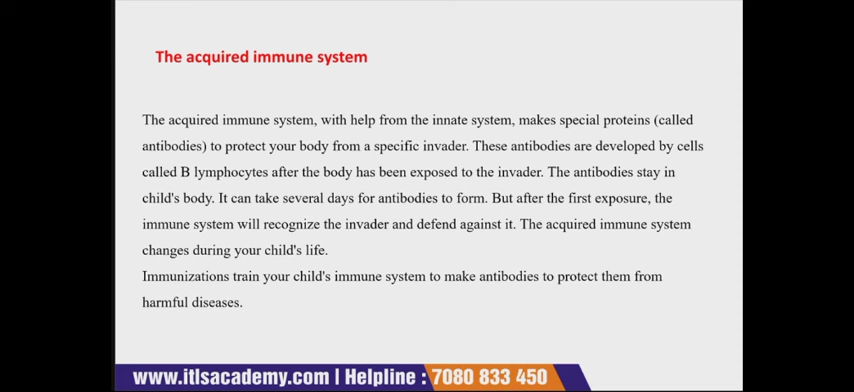 The acquired immune system
The acquired immune system, with help from the innate system, makes special proteins (called
antibodies) to protect your body from a specific invader. These antibodies are developed by cells
called B lymphocytes after the body has been exposed to the invader. The antibodies stay in
child's body. It can take several days for antibodies to form. But after the first exposure, the
immune system will recognize the invader and defend against it. The acquired immune system
changes during your child's life.
Immunizations train your child's immune system to make antibodies to protect them from
harmful diseases.
www.itlsacademy.com | Helpline : 7080 833 450